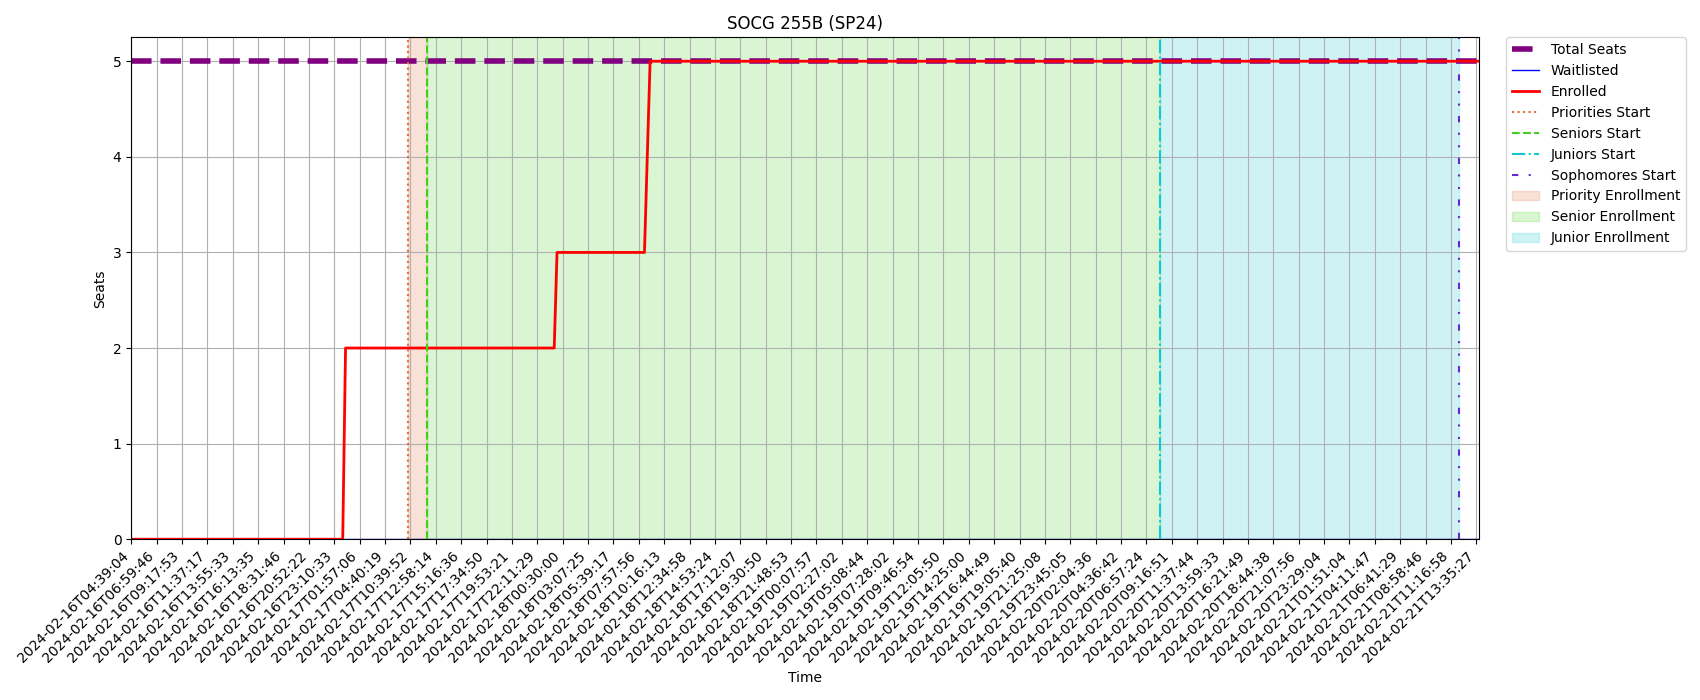 SOCG 255B (SP24)
Seats
5
4
3
2
1
0
2024-02-16T04:39:04
2024-02-16T06:59:46
2024-02-16T09:17:53
2024-02-16T11:37:17
2024-02-16T13:55:33
2024-02-16T16:13:35
2024-02-16T18:31:46
2024-02-16T20:52:22
2024-02-16T23:10:33
2024-02-17T01:57:06
2024-02-17T04:40:19
2024-02-17T10:39:52
2024-02-17T12:58:14
2024-02-17T15:16:36
2024-02-17T17:34:50
2024-02-17T19:53:21
2024-02-17T22:11:29
2024-02-18T00:30:00
2024-02-18T03:07:25
2024-02-18T05:39:17
2024-02-18T07:57:56
2024-02-18T10:16:13
2024-02-18T12:34:58
2024-02-18T14:53:24
2024-02-18T17:12:07
2024-02-18T19:30:50
2024-02-18T21:48:53
2024-02-19T00:07:57
2024-02-19T02:27:02
2024-02-19T05:08:44
2024-02-19T07:28:02
2024-02-19T09:46:54
2024-02-19T12:05:50
2024-02-19T14:25:00
2024-02-19T16:44:49
2024-02-19T19:05:40
2024-02-19T21:25:08
2024-02-19T23:45:05
2024-02-20T02:04:36
2024-02-20T04:36:42
2024-02-20T06:57:24
2024-02-20T09:16:51
2024-02-20T11:37:44
2024-02-20T13:59:33
2024-02-20T16:21:49
2024-02-20T18:44:38
2024-02-20T21:07:56
2024-02-20T23:29:04
2024-02-21T01:51:04
2024-02-21T04:11:47
2024-02-21T06:41:29
2024-02-21T08:58:46
2024-02-21T11:16:58
2024-02-21T13:35:27
Time
Total Seats
Waitlisted
Enrolled
Priorities Start
Seniors Start
Juniors Start
Sophomores Start
Priority Enrollment
Senior Enrollment
Junior Enrollment